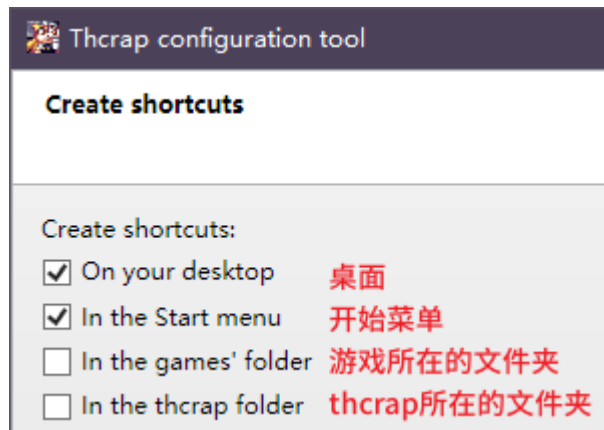 Thcrap configuration tool
Create shortcuts
Create shortcuts:
On your desktop 桌面
In the Start menu 开始菜单
In the games' folder 游戏所在的文件夹
In the thcrap folder thcrap所在的文件夹